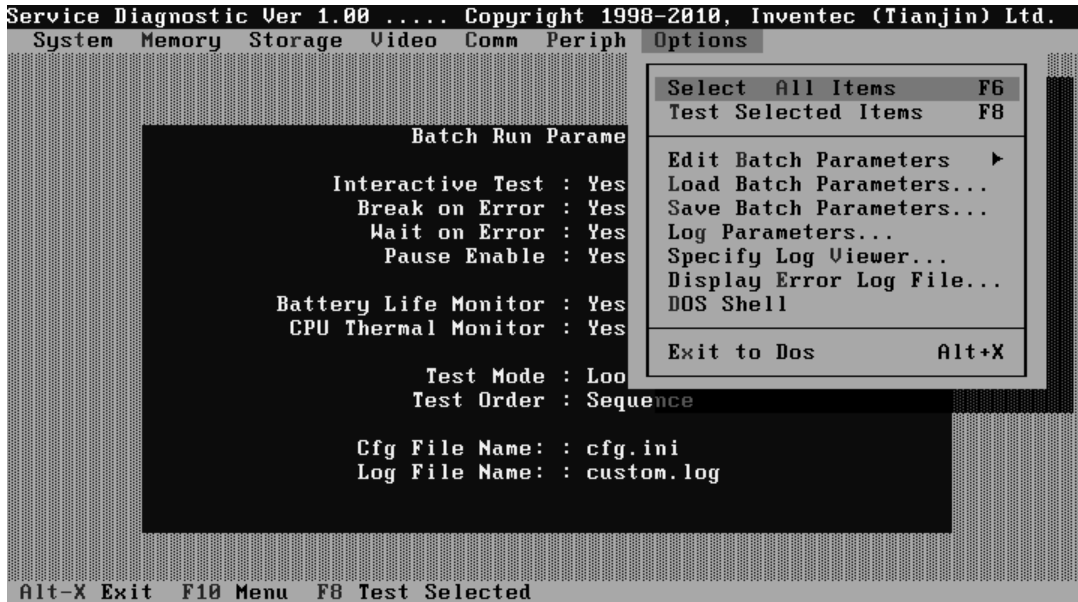 Service Diagnostic Ver 1.00 ..... Copyright 1998-2010, Inventec (Tianjin) Ltd.
System Memory Storage Video Comm Periph Options
Select All Items F6
Test Selected Items F8
Edit Batch Parameters
Load Batch Parameters...
Save Batch Parameters...
Log Parameters...
Specify Log Viewer...
Display Error Log File...
DOS Shell
Exit to Dos Alt+X
Batch Run Parame
Interactive Test : Yes
Break on Error : Yes
Wait on Error : Yes
Pause Enable : Yes
Battery Life Monitor : Yes
CPU Thermal Monitor : Yes
Test Mode : Loo
Test Order : Sequence
Cfg File Name: : cfg.ini
Log File Name: : custom.log
Alt-X Exit F10 Menu F8 Test Selected